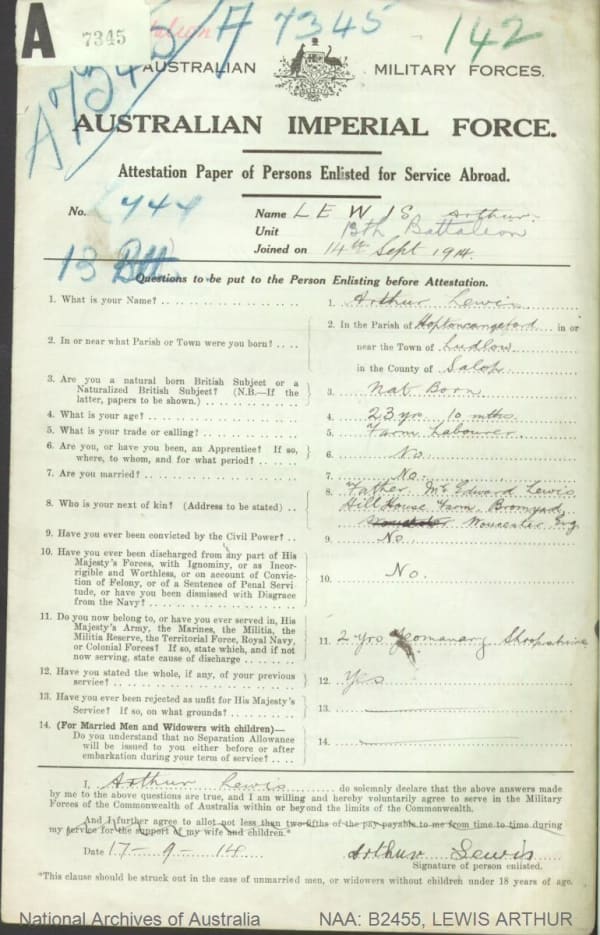 A
7345
A 7345
142
A7345
AUSTRALIAN MILITARY FORCES.
AUSTRALIAN IMPERIAL FORCE.
Attestation Paper of Persons Enlisted for Service Abroad.
No. 744
Name LEWIS Arthur.
Unit 13th Battalion
Joined on 14th Sept 1914.
13 Btt
Questions to be put to the Person Enlisting before Attestation.
1. What is your Name? . . . . 1. Arthur Lewis
2. In or near what Parish or Town were you born? . . . . 2. In the Parish of Hoptoncangeford in or
near the Town of Ludlow
in the County of Salop
3. Are you a natural born British Subject or a
Naturalized British Subject? (N.B.—If the
latter, papers to be shown.) . . . . 3. Nat Born
4. What is your age? . . . . 4. 23 yrs 10 mths.
5. What is your trade or calling? . . . . 5. Farm Labourer
6. Are you, or have you been, an Apprentice? If so,
where, to whom, and for what period? . . . . 6. No.
7. Are you married? . . . . 7. No.
8. Who is your next of kin? (Address to be stated) . . 8. Father Mr Edward Lewis
Hill House Farm Bromyard
Worcester Eng
9. Have you ever been convicted by the Civil Power? . . 9. No.
10. Have you ever been discharged from any part of His
Majesty's Forces, with Ignominy, or as Incor-
rigible and Worthless, or on account of Convic-
tion of Felony, or of a Sentence of Penal Servi-
tude, or have you been Dismissed with Disgrace
from the Navy? . . . . 10. No.
11. Do you now belong to, or have you ever served in, His
Majesty's Army, the Marines, the Militia, the
Militia Reserve, the Territorial Force, Royal Navy,
or Colonial Forces? If so, state which, and if not
now serving, state cause of discharge . . . . 11. 2 yrs Yeomanary Shropshire
12. Have you stated the whole, if any, of your previous
service? . . . . 12. Yes
13. Have you ever been rejected as unfit for His Majesty's
Service? If so, on what grounds? . . . . 13.
14. (For Married Men and Widowers with children)—
Do you understand that no Separation Allowance
will be issued to you either before or after
embarkation during your term of service? . . . . 14.
I, Arthur Lewis do solemnly declare that the above answers made
by me to the above questions are true, and I am willing and hereby voluntarily agree to serve in the Military
Forces of the Commonwealth of Australia within or beyond the limits of the Commonwealth.
And I further agree to allot not less than two-fifths of the pay payable to me from time to time during
my service for the support of my wife and children.*
Date 17-9-14 Arthur Lewis
Signature of person enlisted.
*This clause should be struck out in the case of unmarried men, or widowers without children under 18 years of age.
National Archives of Australia NAA: B2455, LEWIS ARTHUR